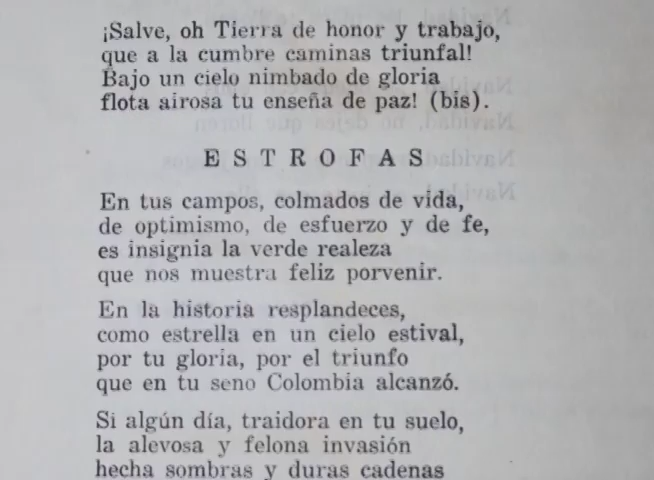 ¡Salve, oh Tierra de honor y trabajo,
que a la cumbre caminas triunfal!
Bajo un cielo nimbado de gloria
flota airosa tu enseña de paz! (bis).
E S T R O F A S
En tus campos, colmados de vida,
de optimismo, de esfuerzo y de fe,
es insignia la verde realeza
que nos muestra feliz porvenir.
En la historia resplandeces,
como estrella en un cielo estival,
por tu gloria, por el triunfo
que en tu seno Colombia alcanzó.
Si algún día, traidora en tu suelo,
la alevosa y felona invasión
hecha sombras y duras cadenas